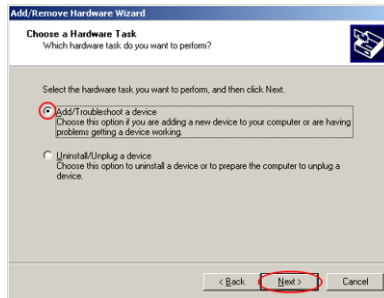 Add/Remove Hardware Wizard
Choose a Hardware Task
Which hardware task do you want to perform?
Select the hardware task you want to perform, and then click Next.
Add/Troubleshoot a device
Choose this option if you are adding a new device to your computer or are having
problems getting a device working.
Uninstall/Unplug a device
Choose this option to uninstall a device or to prepare the computer to unplug a
device.
< Back
Next >
Cancel